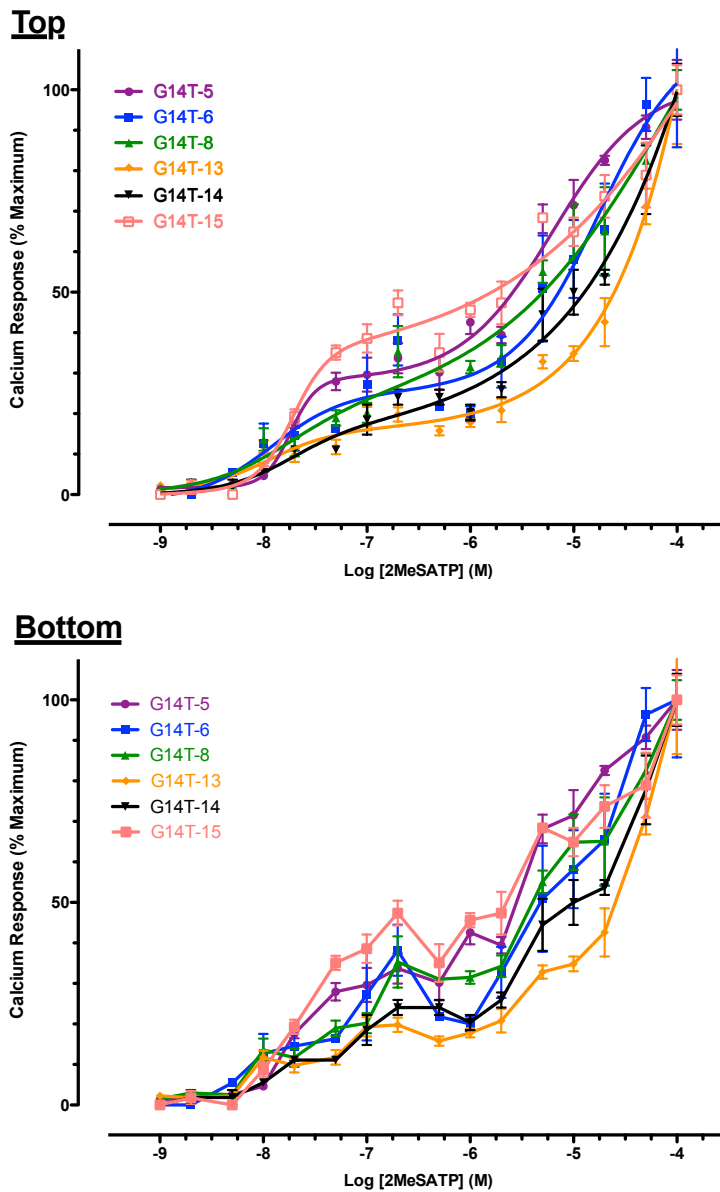 Top
G14T-5
G14T-6
G14T-8
G14T-13
G14T-14
G14T-15
Calcium Response (% Maximum)
100
50
0
-9 -8 -7 -6 -5 -4
Log [2MeSATP] (M)
Bottom
G14T-5
G14T-6
G14T-8
G14T-13
G14T-14
G14T-15
Calcium Response (% Maximum)
100
50
0
-9 -8 -7 -6 -5 -4
Log [2MeSATP] (M)